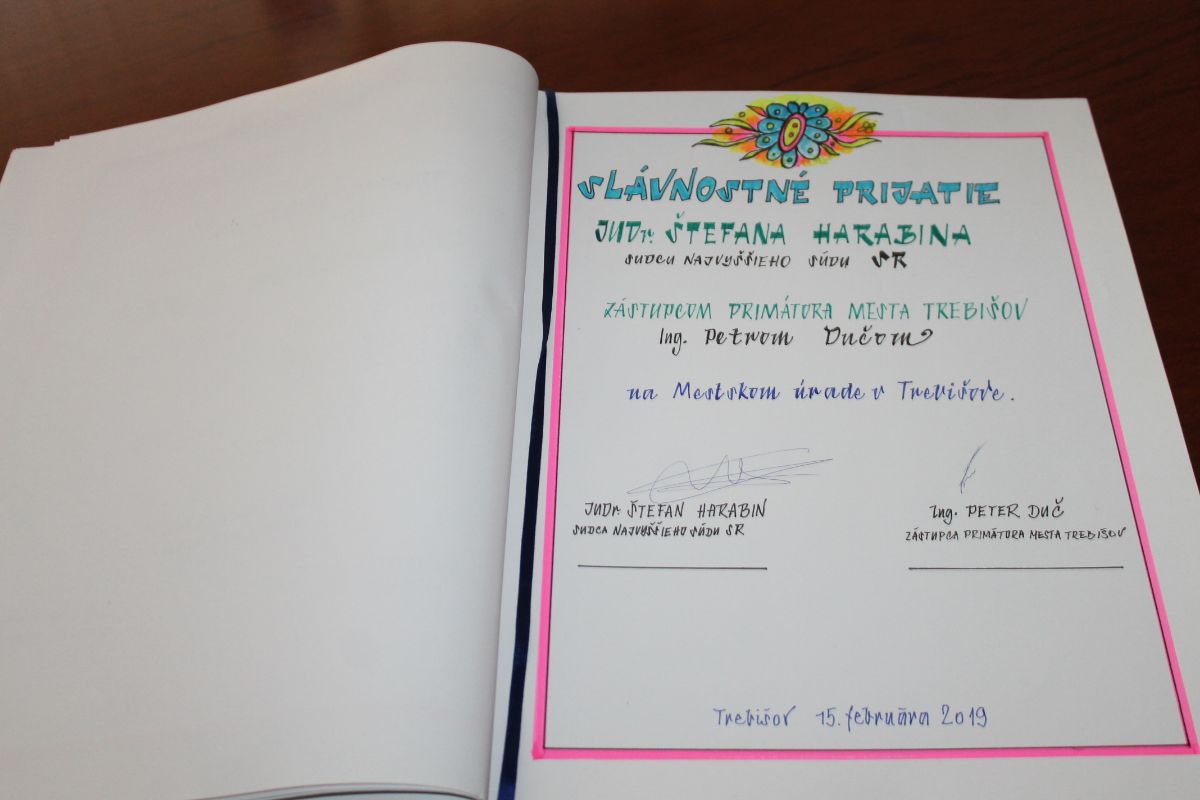 SLÁVNOSTNÉ PRIJATIE
JUDr. ŠTEFANA HARABINA
SUDCU NAJVYŠŠIEHO SÚDU SR
ZÁSTUPCOM PRIMÁTORA MESTA TREBIŠOV
Ing. Petrom Dučom
na Mestskom úrade v Trebišove.
JUDr. ŠTEFAN HARABIN
SUDCA NAJVYŠŠIEHO SÚDU SR
Ing. PETER DUČ
ZÁSTUPCA PRIMÁTORA MESTA TREBIŠOV
Trebišov 15. februára 2019